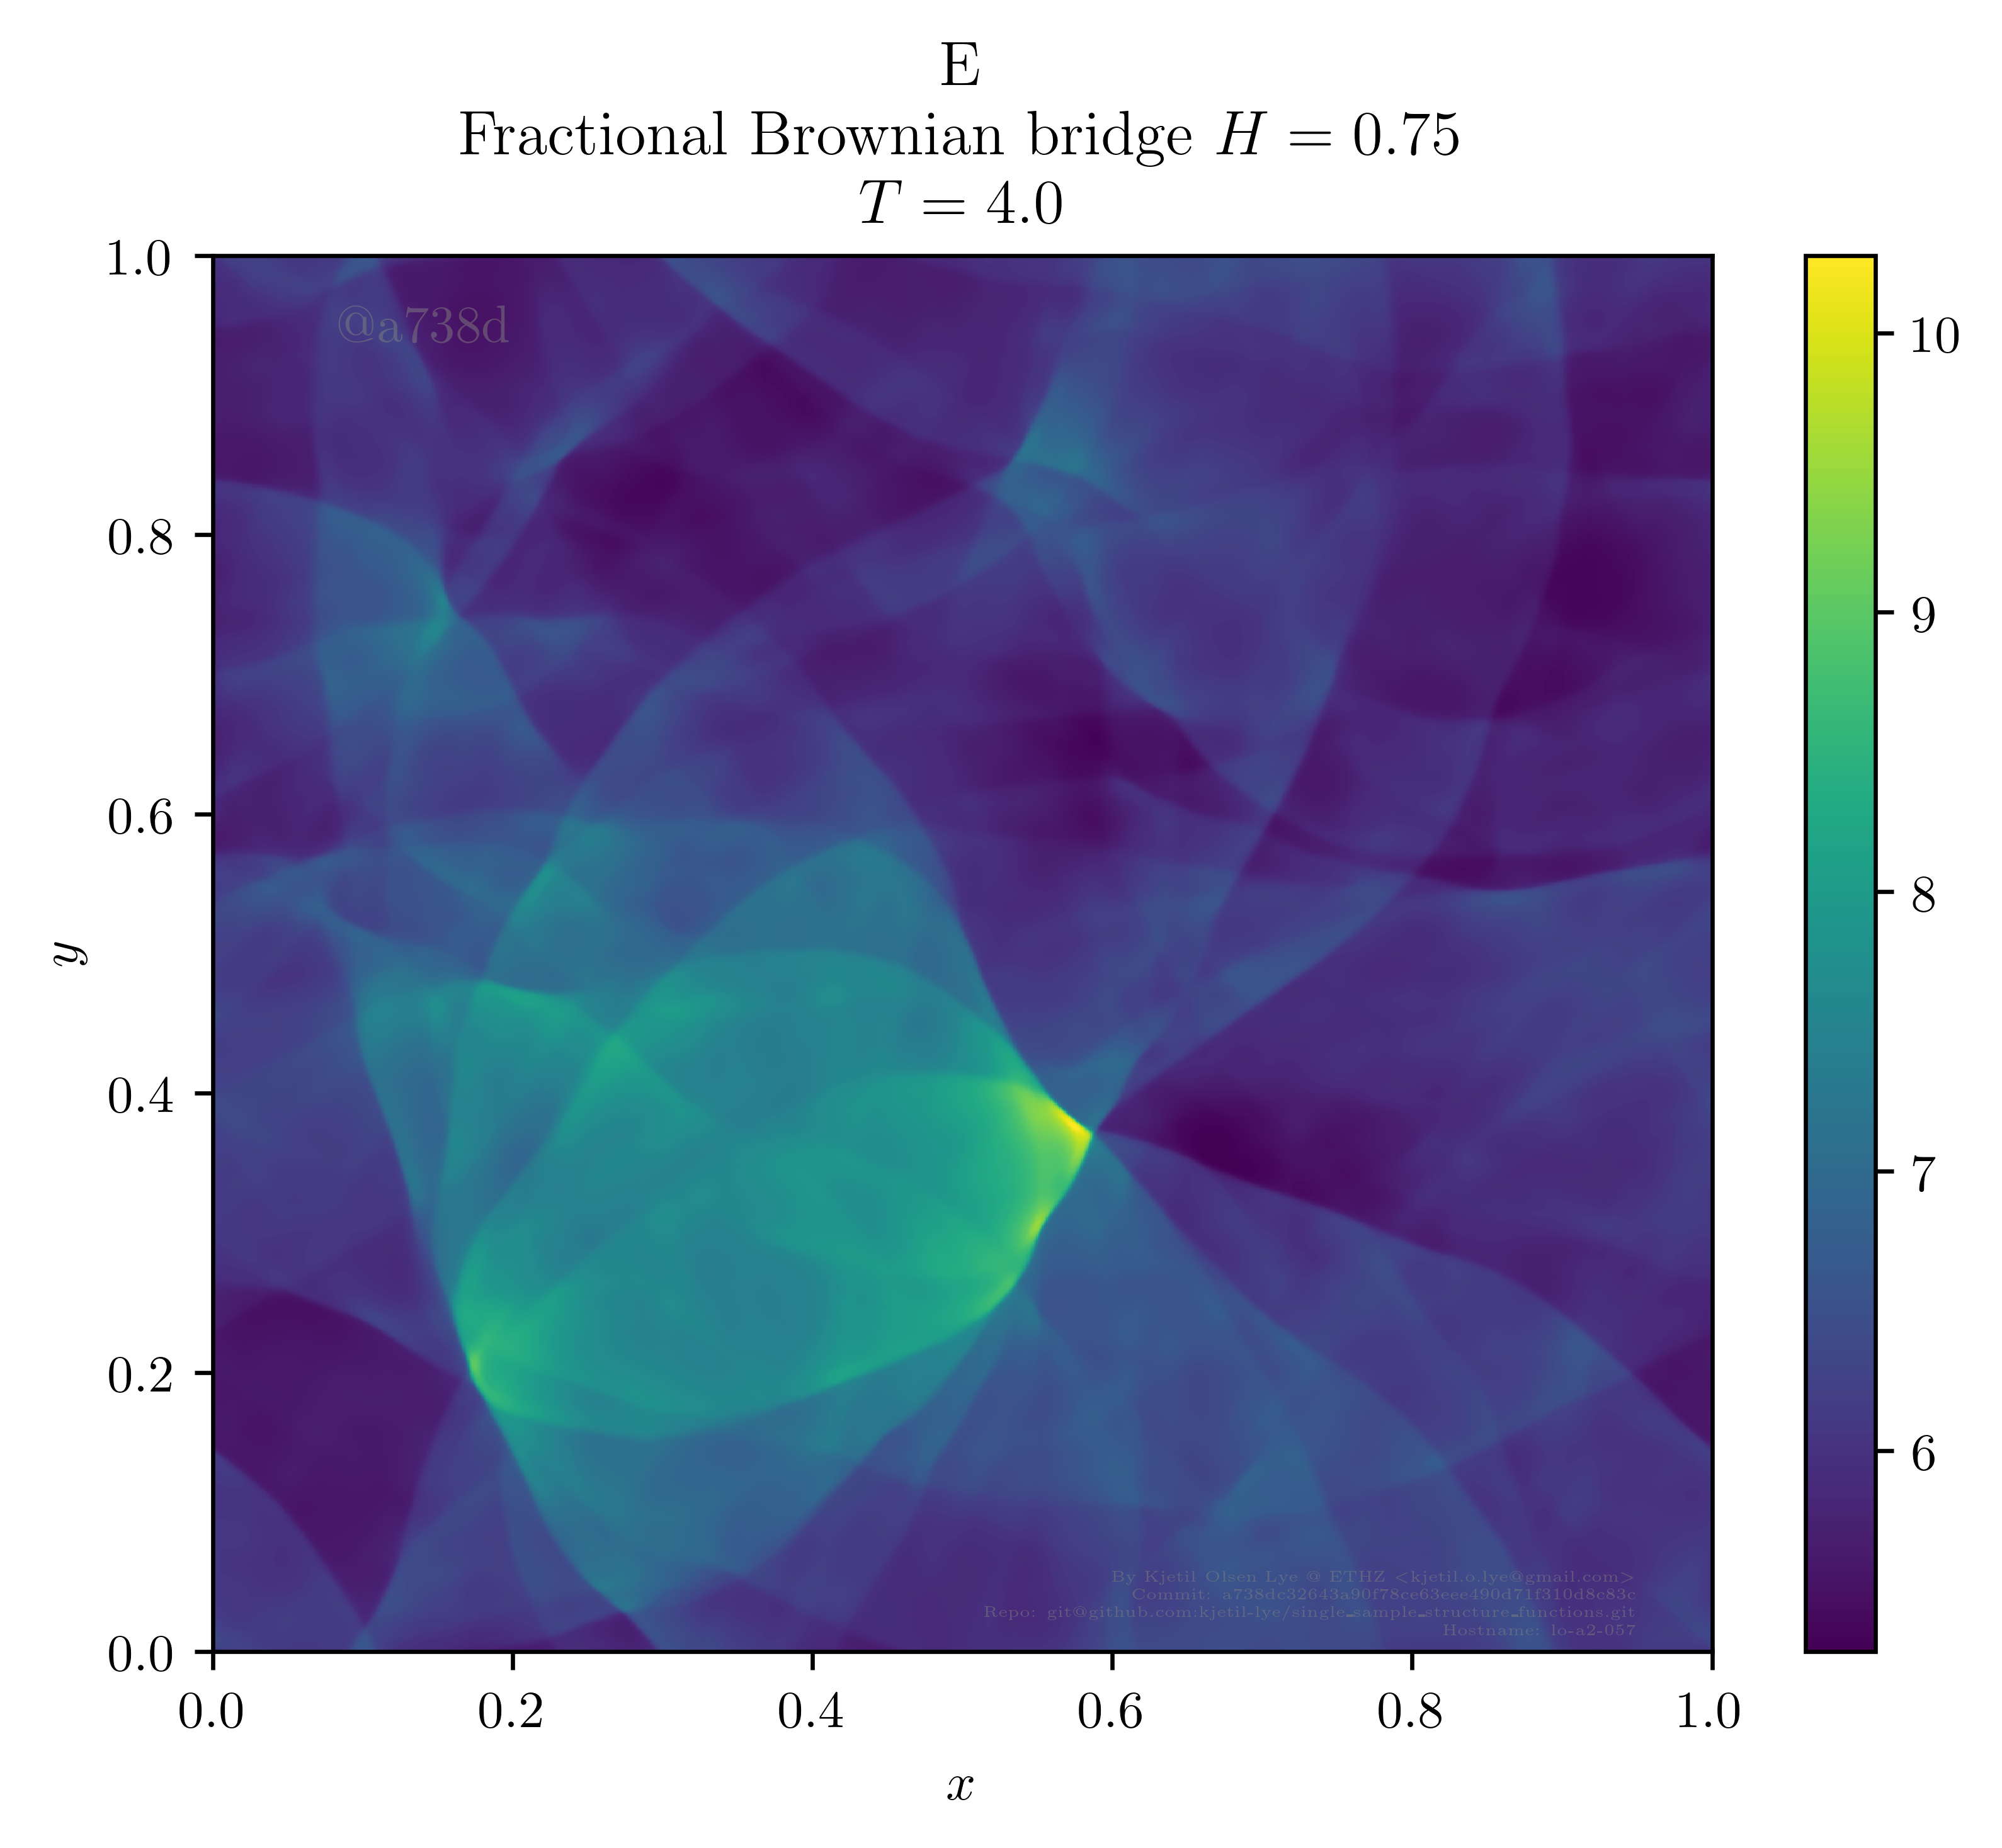 E
Fractional Brownian bridge H = 0.75
T = 4.0
1.0
0.8
0.6
0.4
0.2
0.0
y
0.0 0.2 0.4 0.6 0.8 1.0
x
10
9
8
7
6
@a738d
By Kjetil Olsen Lye @ ETHZ <kjetil.o.lye@gmail.com>
Commit: a738dc32643a90f78ce63eee490d71f310d8c83c
Repo: git@github.com:kjetil-lye/single_sample_structure_functions.git
Hostname: lo-a2-057